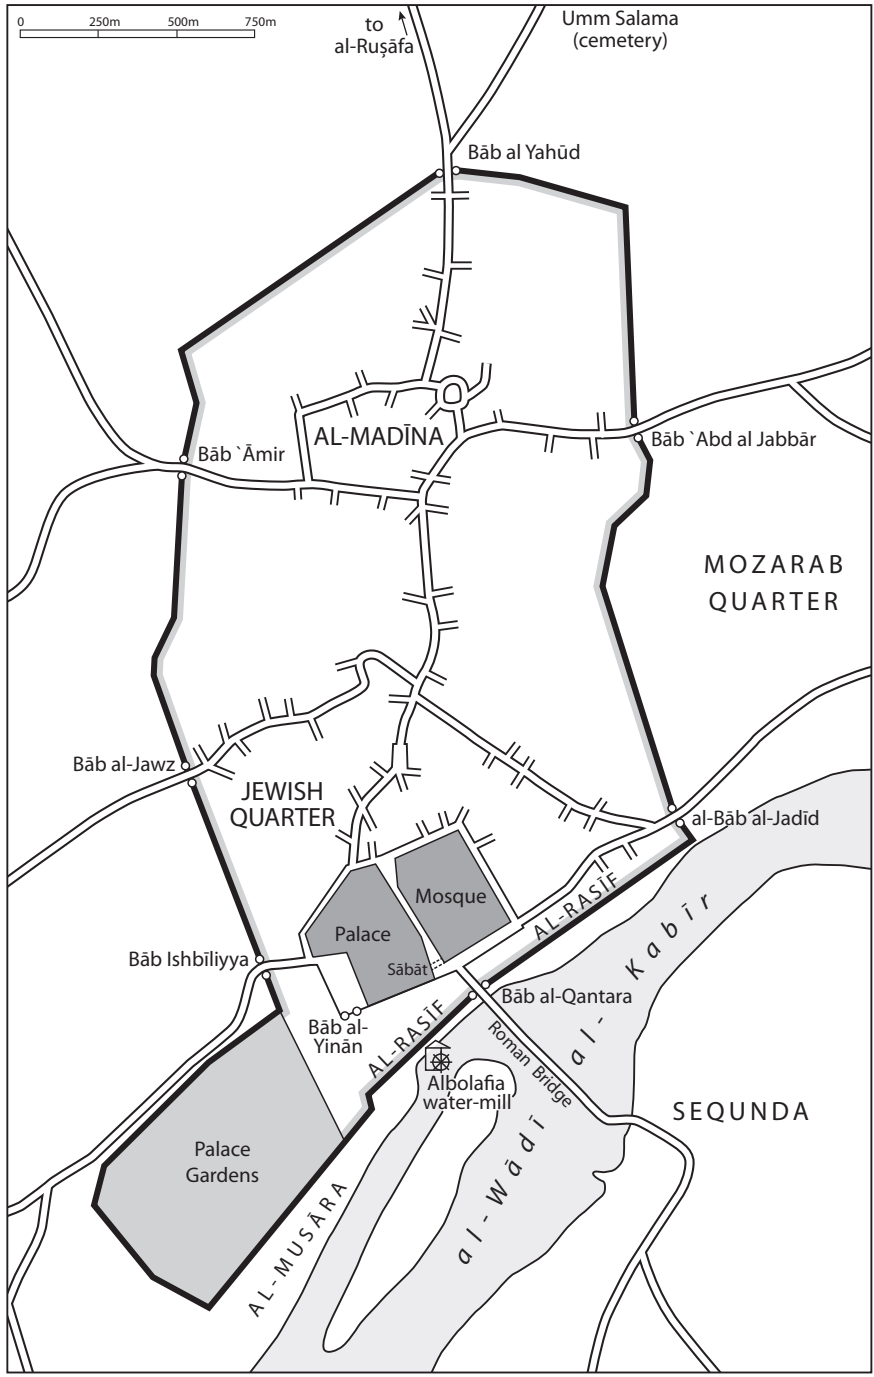 0 250m 500m 750m
to
al-Ruṣāfa
Umm Salama
(cemetery)
Bāb al Yahūd
AL-MADĪNA
Bāb `Āmir
Bāb `Abd al Jabbār
MOZARAB
QUARTER
Bāb al-Jawz
JEWISH
QUARTER
al-Bāb al-Jadīd
Mosque
Palace
Sābāt
AL-RASĪF
al-Wādī al-Kabīr
Bāb Ishbīliyya
Bāb al-Qantara
Bāb al-
Yinān
AL-RASĪF
Roman Bridge
Albolafia
water-mill
SEQUNDA
Palace
Gardens
AL-MUSĀRA